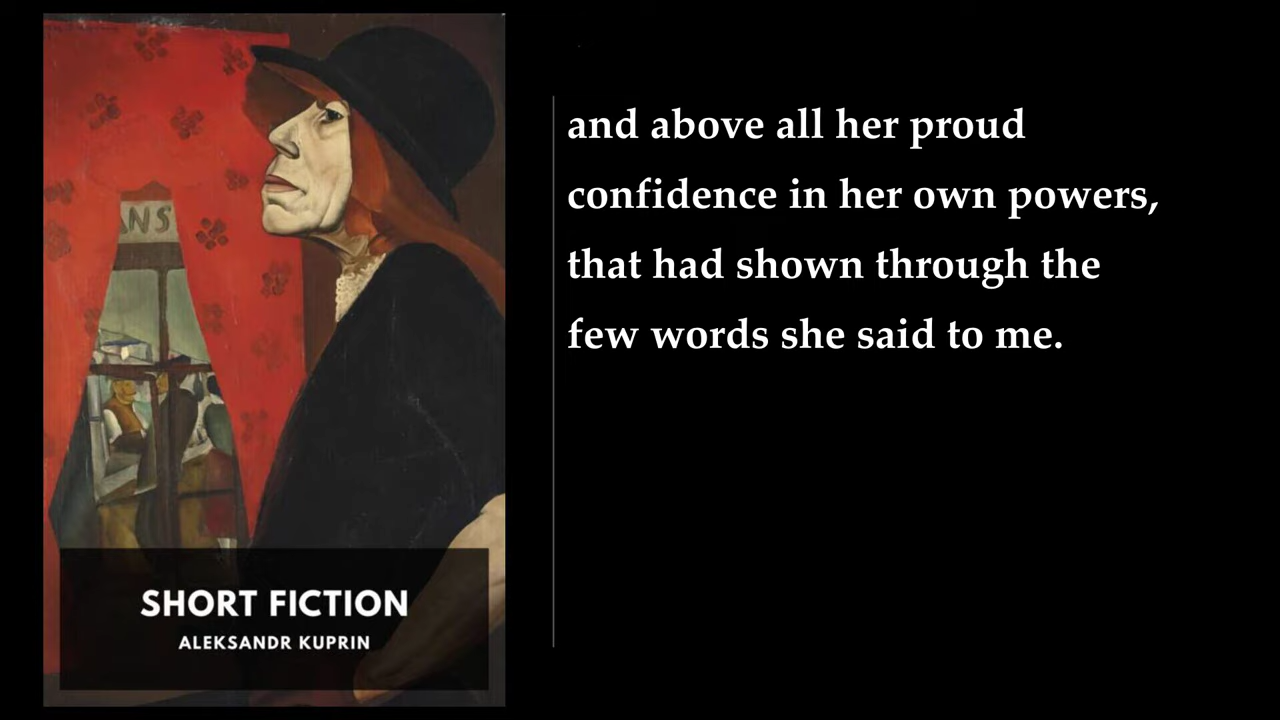 NS
SHORT FICTION
ALEKSANDR KUPRIN
and above all her proud
confidence in her own powers,
that had shown through the
few words she said to me.